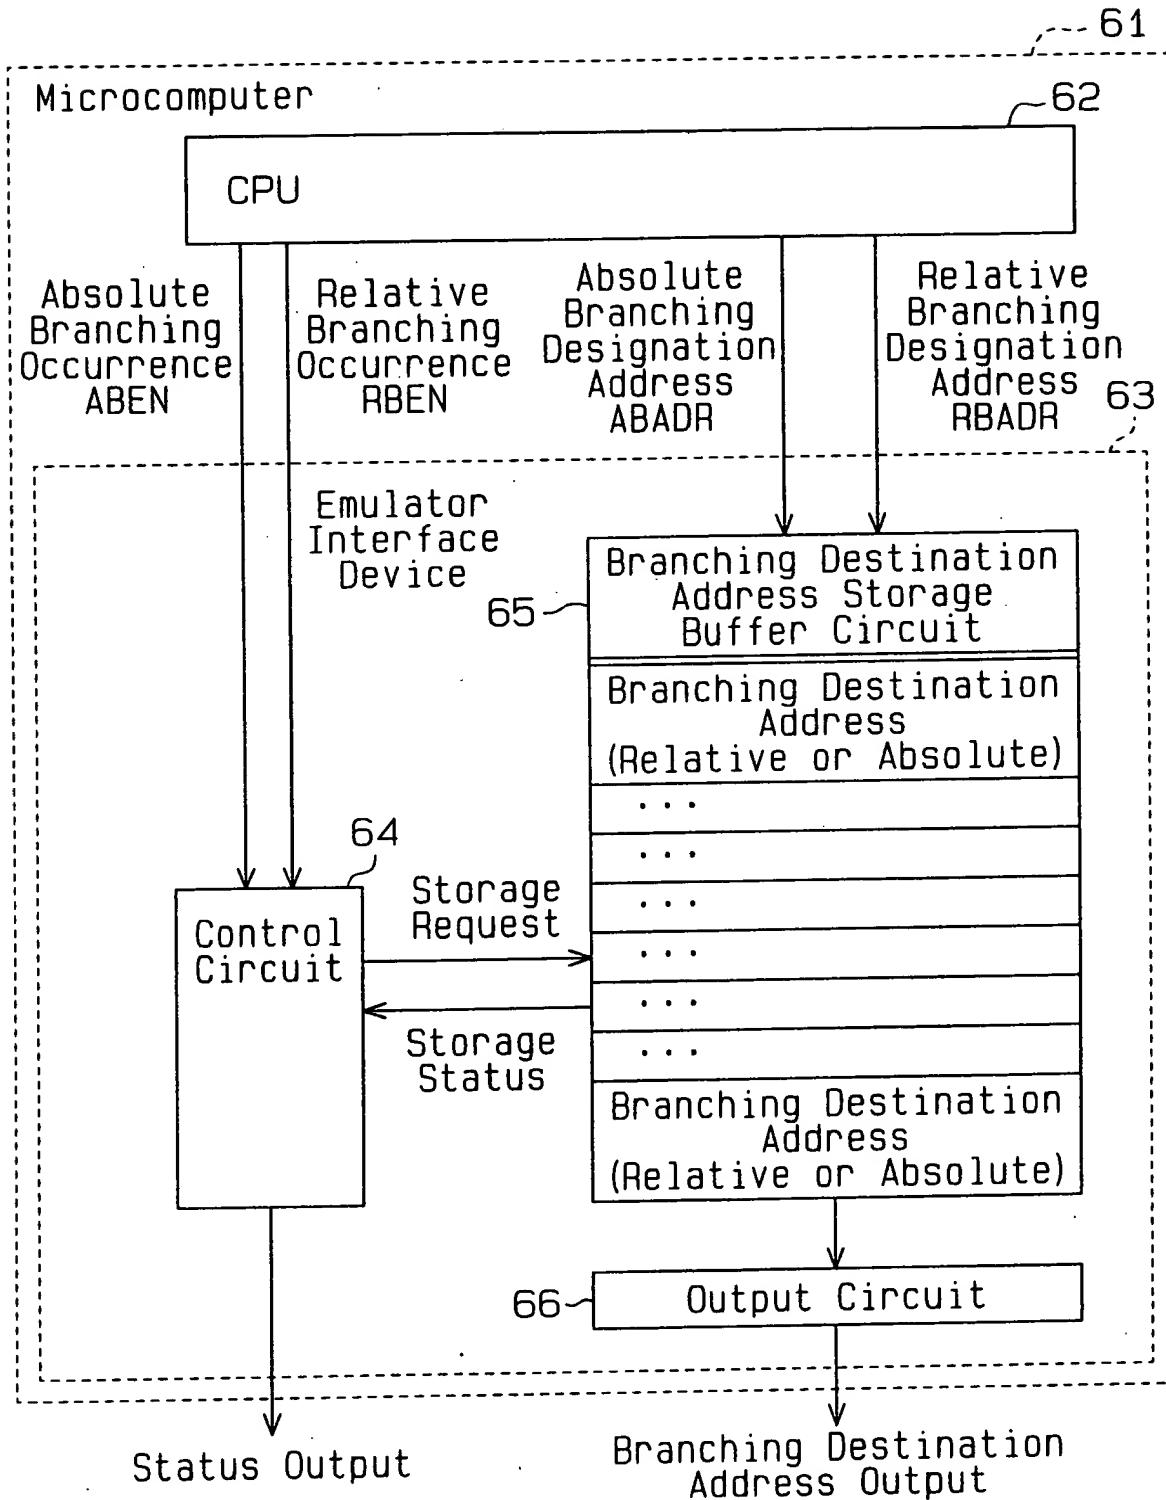 61
Microcomputer
62
CPU
Absolute
Branching
Occurrence
ABEN
Relative
Branching
Occurrence
RBEN
Absolute
Branching
Designation
Address
ABADR
Relative
Branching
Designation
Address
RBADR
63
Emulator
Interface
Device
65
Branching Destination
Address Storage
Buffer Circuit
Branching Destination
Address
(Relative or Absolute)
...
...
...
...
...
...
64
Control
Circuit
Storage
Request
Storage
Status
Branching Destination
Address
(Relative or Absolute)
66
Output Circuit
Status Output
Branching Destination
Address Output